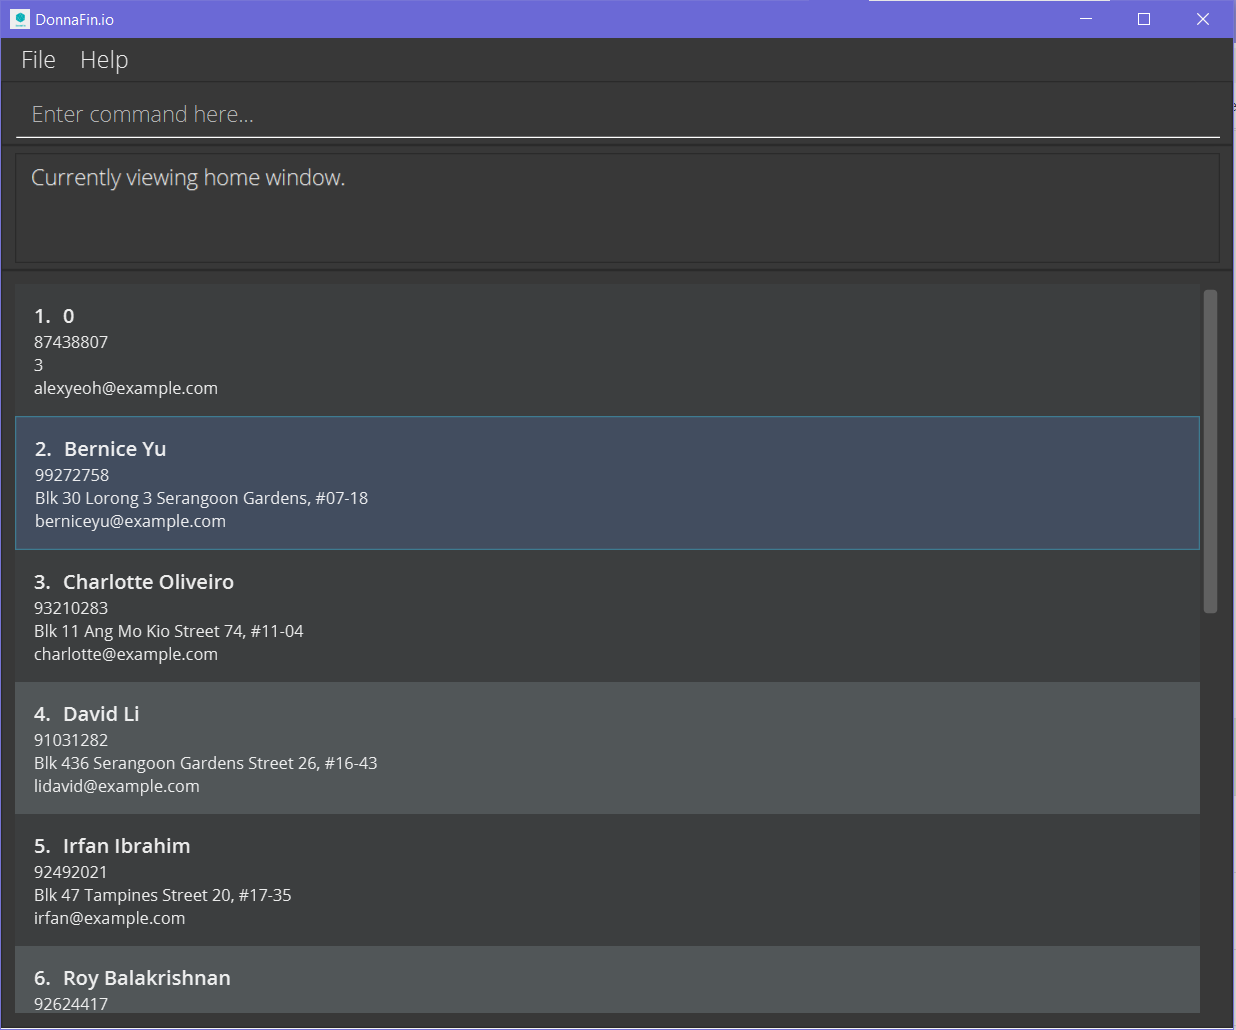 DonnaFin.io
File Help
Enter command here...
Currently viewing home window.
1. 0
87438807
3
alexyeoh@example.com
2. Bernice Yu
99272758
Blk 30 Lorong 3 Serangoon Gardens, #07-18
berniceyu@example.com
3. Charlotte Oliveiro
93210283
Blk 11 Ang Mo Kio Street 74, #11-04
charlotte@example.com
4. David Li
91031282
Blk 436 Serangoon Gardens Street 26, #16-43
lidavid@example.com
5. Irfan Ibrahim
92492021
Blk 47 Tampines Street 20, #17-35
irfan@example.com
6. Roy Balakrishnan
92624417